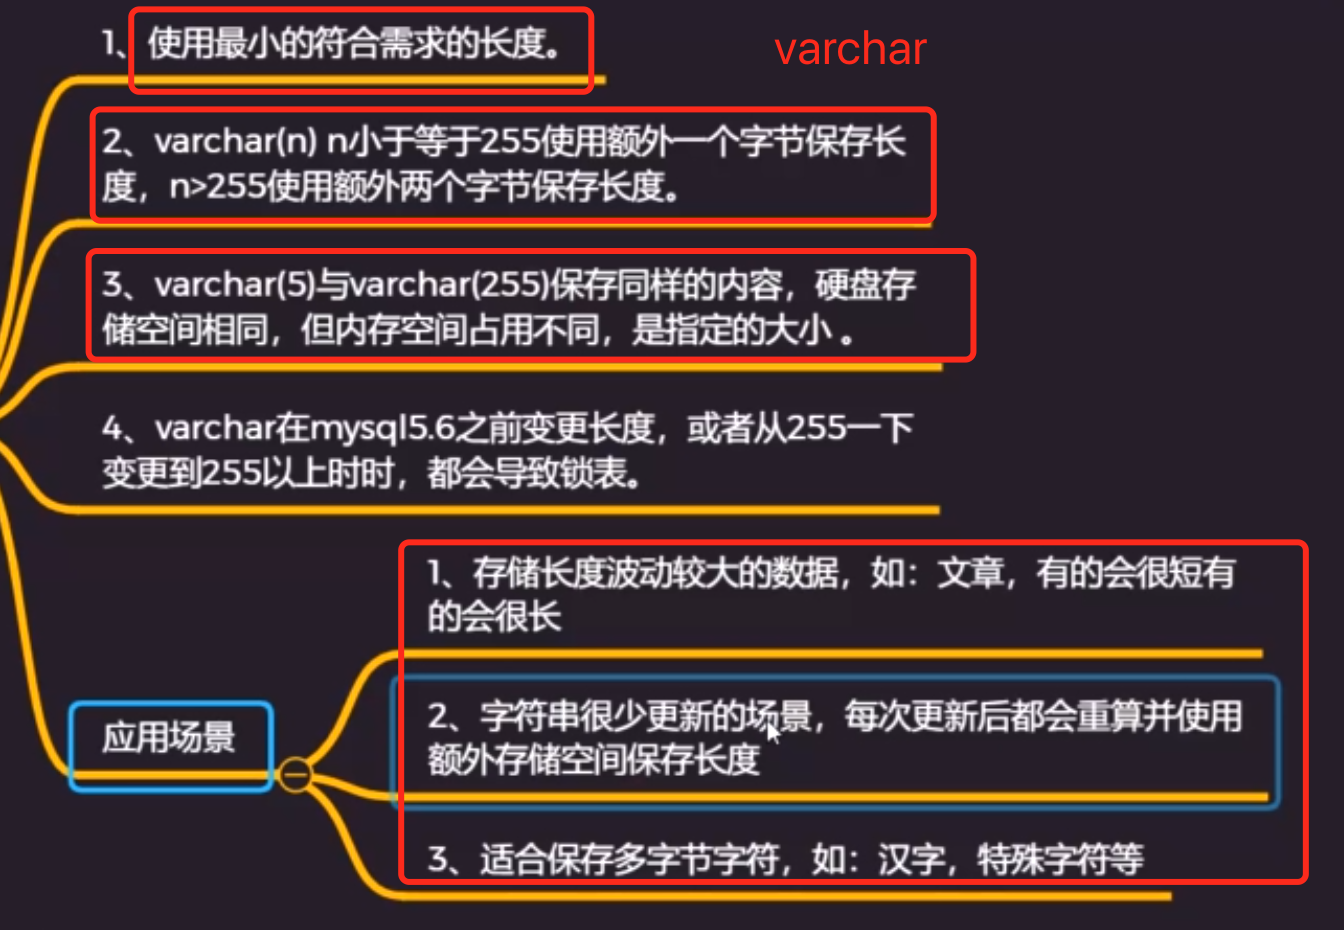 1、使用最小的符合需求的长度。
varchar
2、varchar(n) n小于等于255使用额外一个字节保存长
度，n>255使用额外两个字节保存长度。
3、varchar(5)与varchar(255)保存同样的内容，硬盘存
储空间相同，但内存空间占用不同，是指定的大小 。
4、varchar在mysql5.6之前变更长度，或者从255一下
变更到255以上时时，都会导致锁表。
应用场景
1、存储长度波动较大的数据，如：文章，有的会很短有
的会很长
2、字符串很少更新的场景，每次更新后都会重算并使用
额外存储空间保存长度
3、适合保存多字节字符，如：汉字，特殊字符等